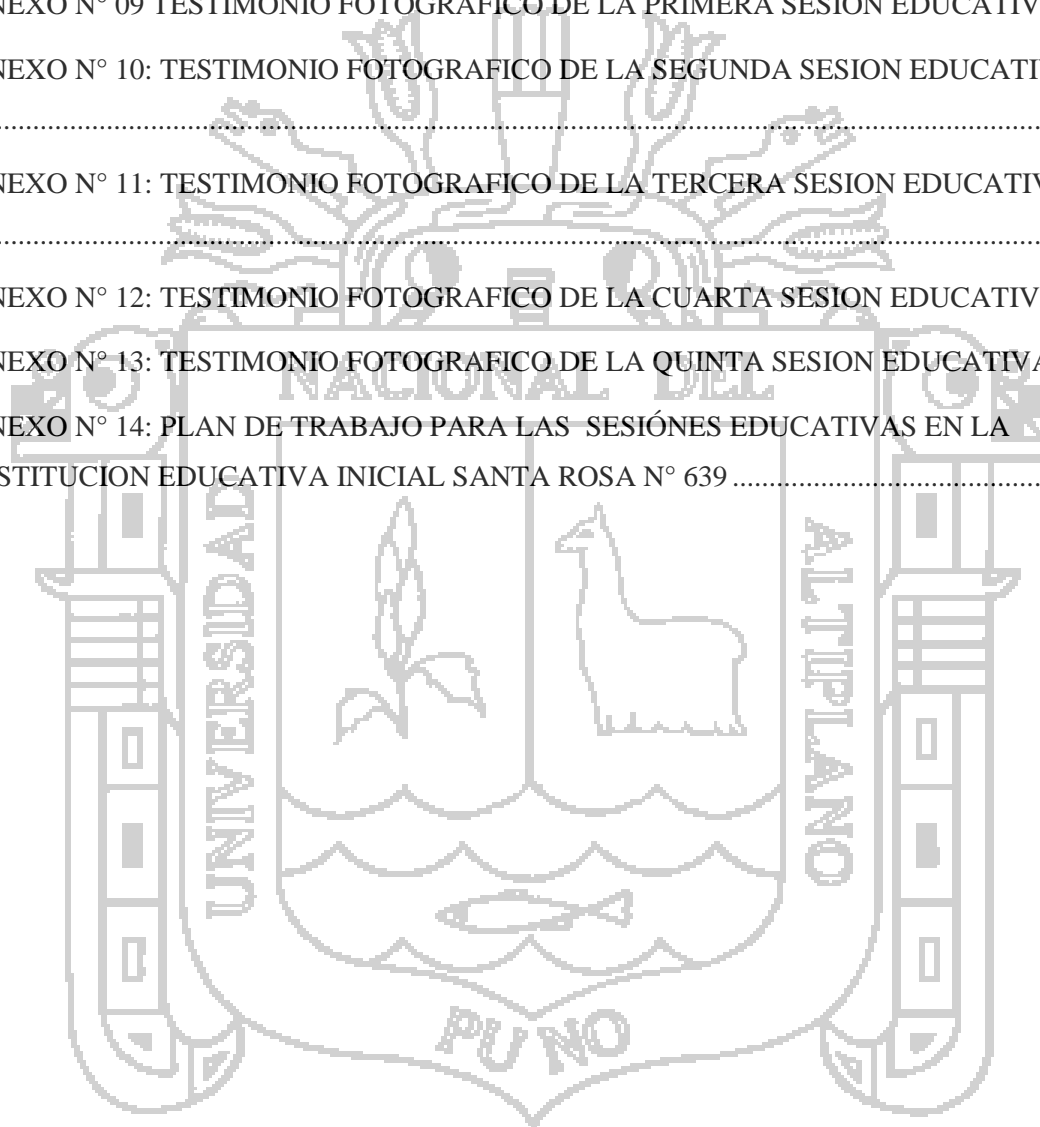 NEXO N° 09 TESTIMONIO FOTOGRAFICO DE LA PRIMERA SESION EDUCATIV
NEXO N° 10: TESTIMONIO FOTOGRAFICO DE LA SEGUNDA SESION EDUCATI
................................................................................
NEXO N° 11: TESTIMONIO FOTOGRAFICO DE LA TERCERA SESION EDUCATIV
................................................................................
NEXO N° 12: TESTIMONIO FOTOGRAFICO DE LA CUARTA SESION EDUCATIV
NEXO N° 13: TESTIMONIO FOTOGRAFICO DE LA QUINTA SESION EDUCATIVA
NEXO N° 14: PLAN DE TRABAJO PARA LAS SESIÓNES EDUCATIVAS EN LA
STITUCION EDUCATIVA INICIAL SANTA ROSA N° 639 ....................................
UNIVERSIDAD
NACIONAL DEL
ALTIPLANO
PUNO